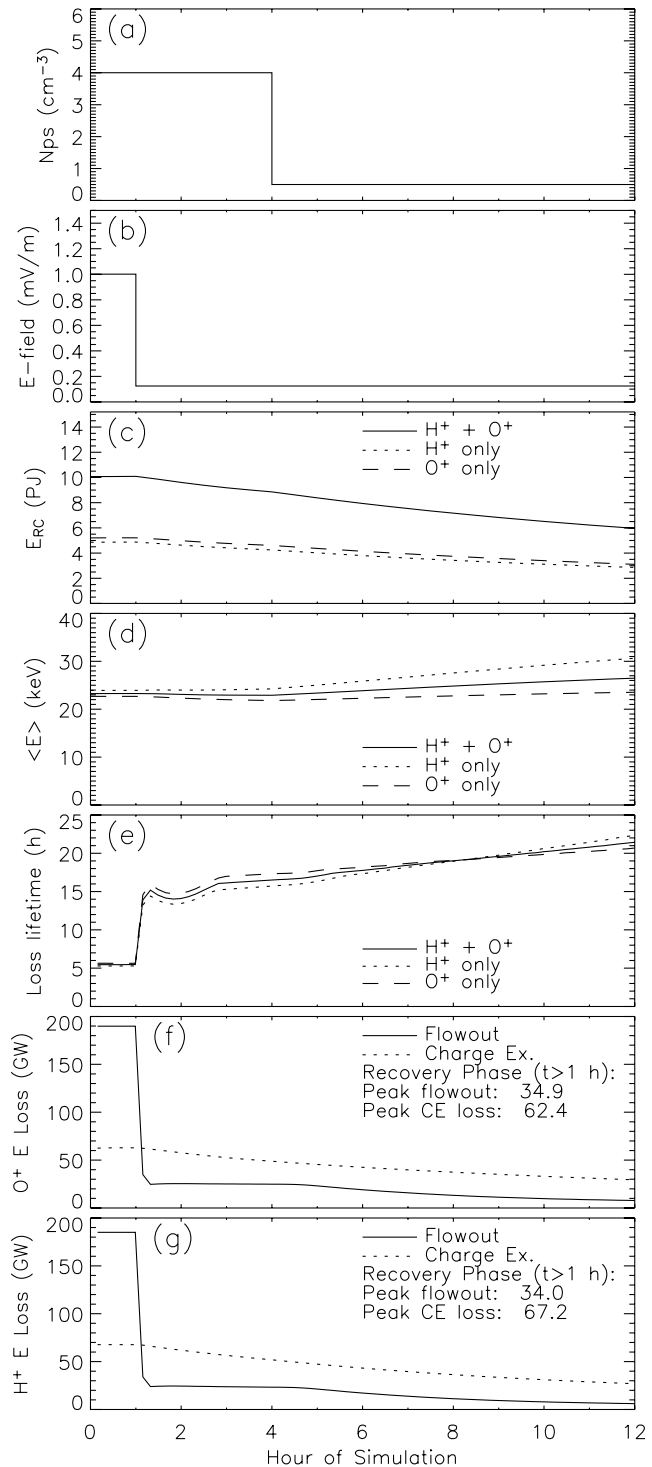 (a)
Nps (cm⁻³)
6
5
4
3
2
1
0
(b)
E-field (mV/m)
1.4
1.2
1.0
0.8
0.6
0.4
0.2
0.0
(c)
E_RC (PJ)
14
12
10
8
6
4
2
0
H⁺ + O⁺
H⁺ only
O⁺ only
(d)
<E> (keV)
40
30
20
10
0
H⁺ + O⁺
H⁺ only
O⁺ only
(e)
Loss lifetime (h)
25
20
15
10
5
0
H⁺ + O⁺
H⁺ only
O⁺ only
(f)
O⁺ E Loss (GW)
200
150
100
50
0
Flowout
Charge Ex.
Recovery Phase (t>1 h):
Peak flowout: 34.9
Peak CE loss: 62.4
(g)
H⁺ E Loss (GW)
200
150
100
50
0
Flowout
Charge Ex.
Recovery Phase (t>1 h):
Peak flowout: 34.0
Peak CE loss: 67.2
0 2 4 6 8 10 12
Hour of Simulation